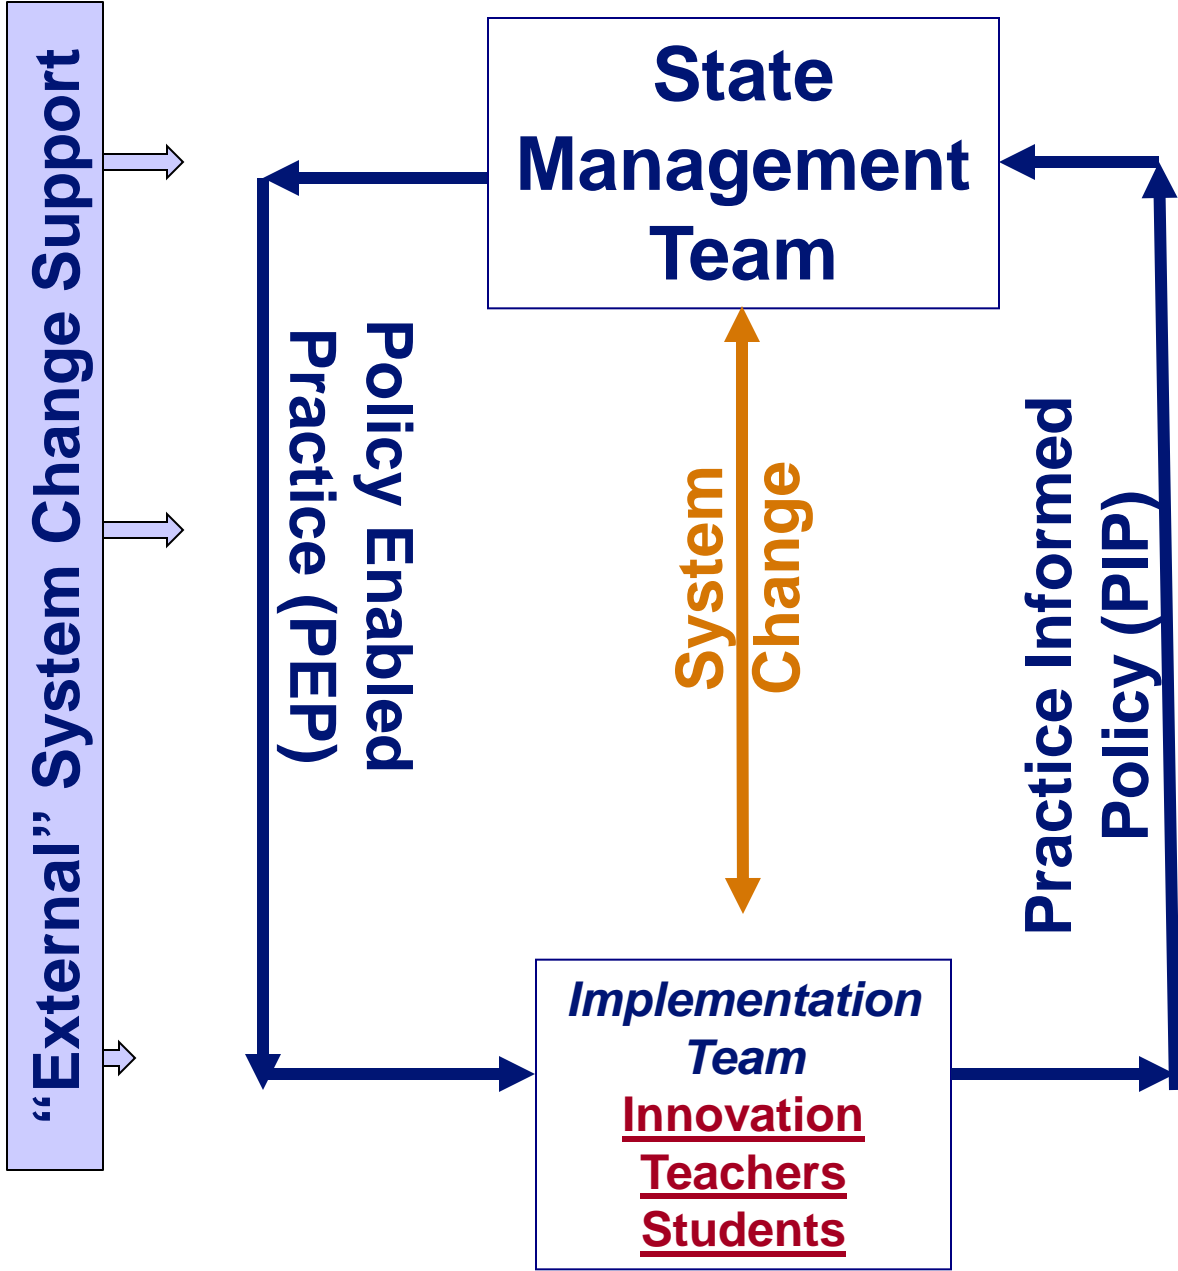 “External” System Change Support
State
Management
Team
Policy Enabled
Practice (PEP)
System
Change
Practice Informed
Policy (PIP)
Implementation
Team
Innovation
Teachers
Students